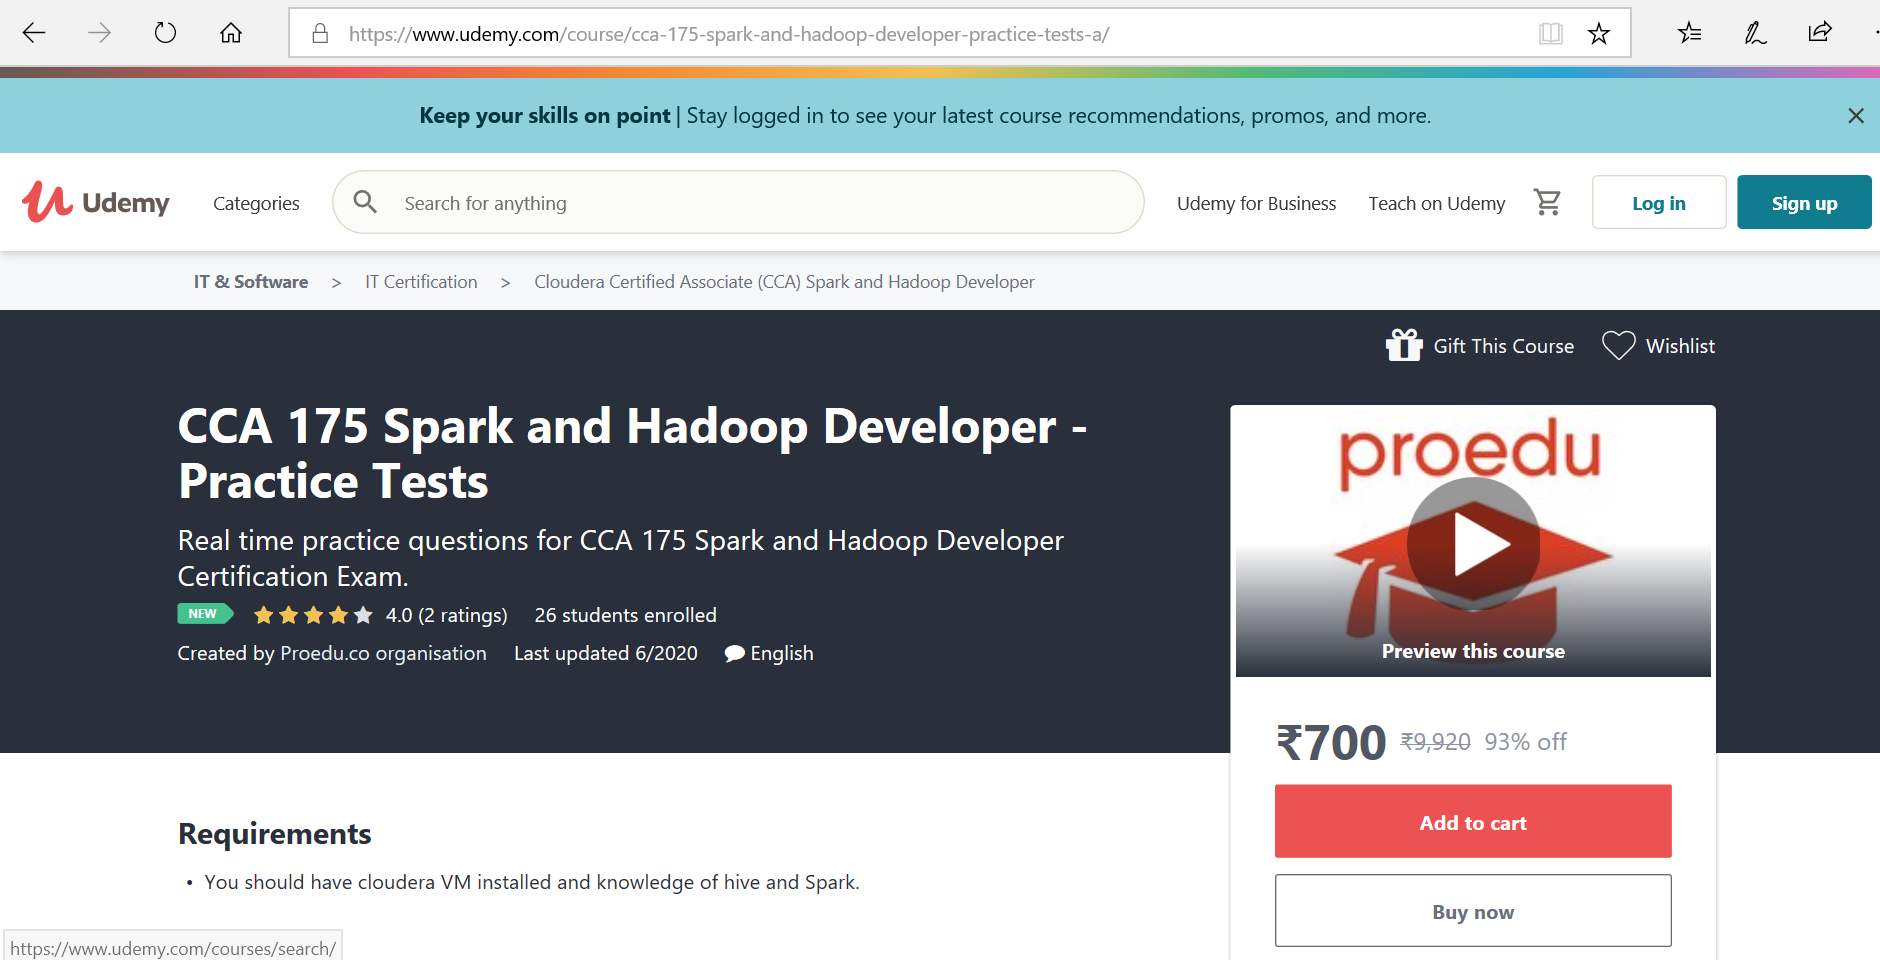 https://www.udemy.com/course/cca-175-spark-and-hadoop-developer-practice-tests-a/
Keep your skills on point | Stay logged in to see your latest course recommendations, promos, and more.
Udemy
Categories
Search for anything
Udemy for Business
Teach on Udemy
Log in
Sign up
IT & Software > IT Certification > Cloudera Certified Associate (CCA) Spark and Hadoop Developer
Gift This Course
Wishlist
CCA 175 Spark and Hadoop Developer -
Practice Tests
Real time practice questions for CCA 175 Spark and Hadoop Developer
Certification Exam.
NEW 4.0 (2 ratings) 26 students enrolled
Created by Proedu.co organisation Last updated 6/2020 English
proedu
Preview this course
₹700 ₹9,920 93% off
Add to cart
Buy now
Requirements
• You should have cloudera VM installed and knowledge of hive and Spark.
https://www.udemy.com/courses/search/